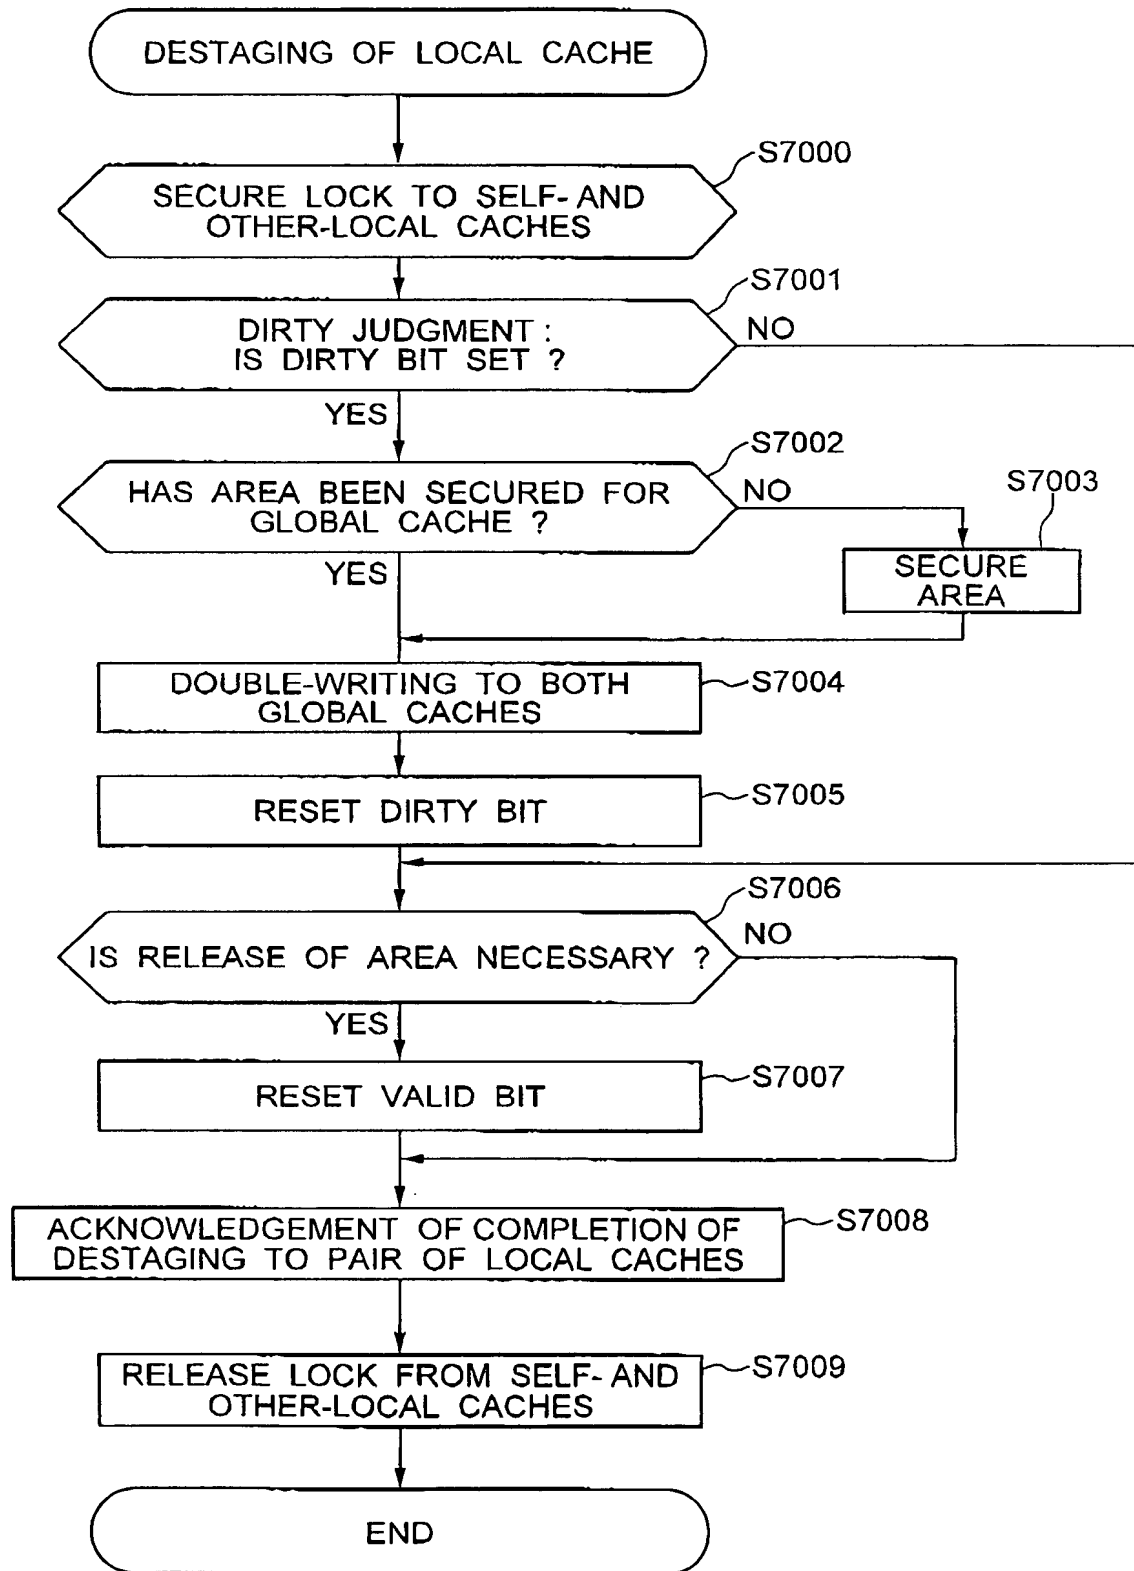 DESTAGING OF LOCAL CACHE
S7000
SECURE LOCK TO SELF- AND
OTHER-LOCAL CACHES
S7001
DIRTY JUDGMENT :
IS DIRTY BIT SET ?
NO
YES
S7002
HAS AREA BEEN SECURED FOR
GLOBAL CACHE ?
NO
S7003
YES
SECURE
AREA
DOUBLE-WRITING TO BOTH
GLOBAL CACHES
S7004
RESET DIRTY BIT
S7005
S7006
IS RELEASE OF AREA NECESSARY ?
NO
YES
RESET VALID BIT
S7007
ACKNOWLEDGEMENT OF COMPLETION OF
DESTAGING TO PAIR OF LOCAL CACHES
S7008
RELEASE LOCK FROM SELF- AND
OTHER-LOCAL CACHES
S7009
END